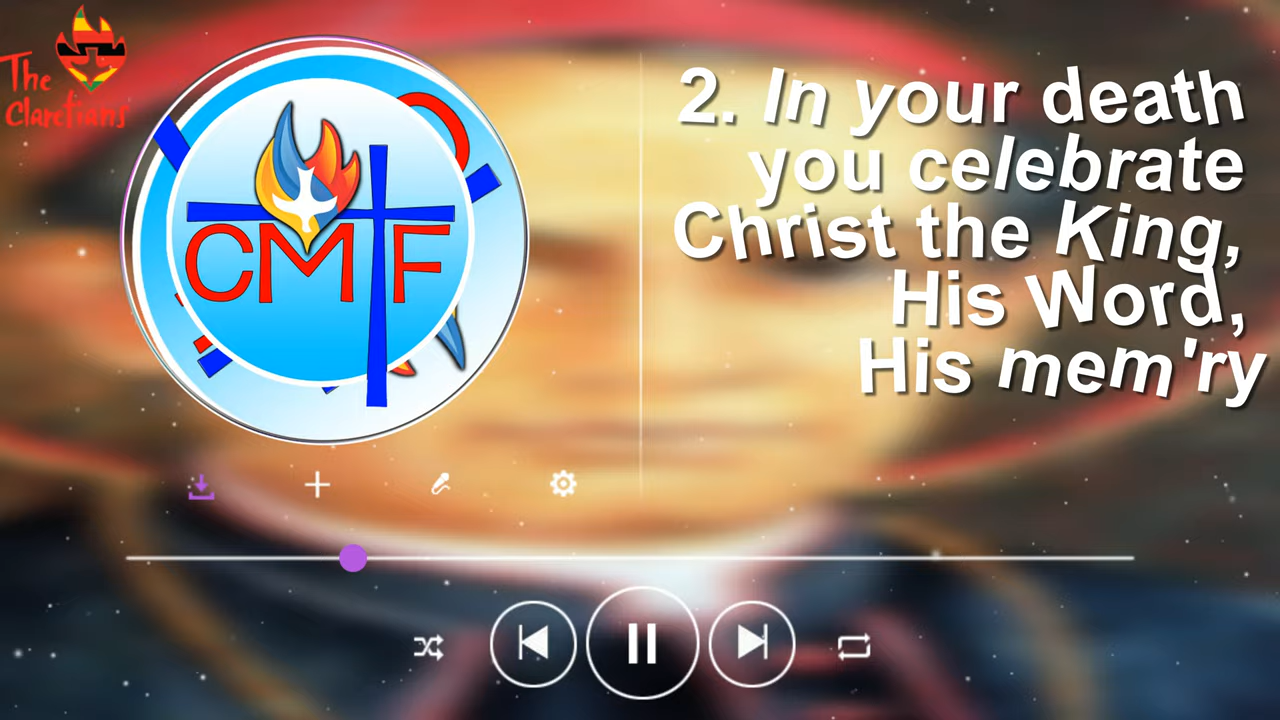 The
Claretians
CMF
2. In your death
you celebrate
Christ the King,
His Word,
His mem'ry